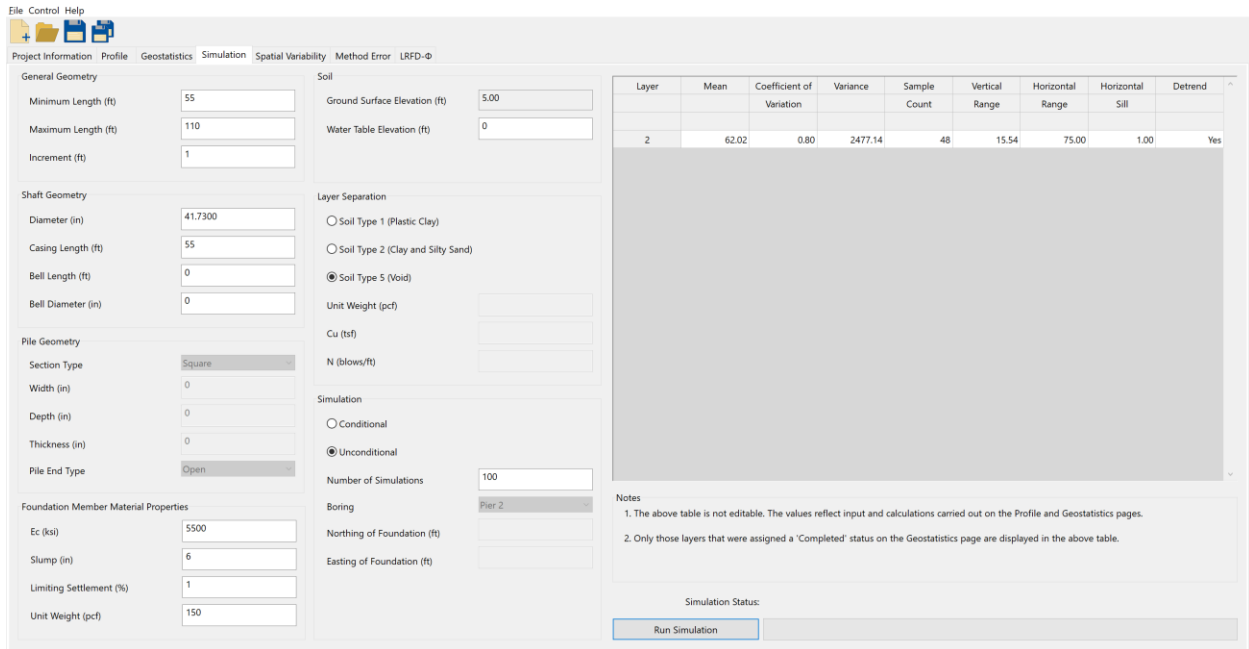 File Control Help
Project Information Profile Geostatistics Simulation Spatial Variability Method Error LRFD-Φ
General Geometry
Minimum Length (ft) 55
Maximum Length (ft) 110
Increment (ft) 1
Shaft Geometry
Diameter (in) 41.7300
Casing Length (ft) 55
Bell Length (ft) 0
Bell Diameter (in) 0
Pile Geometry
Section Type Square
Width (in) 0
Depth (in) 0
Thickness (in) 0
Pile End Type Open
Foundation Member Material Properties
Ec (ksi) 5500
Slump (in) 6
Limiting Settlement (%) 1
Unit Weight (pcf) 150
Soil
Ground Surface Elevation (ft) 5.00
Water Table Elevation (ft) 0
Layer Separation
Soil Type 1 (Plastic Clay)
Soil Type 2 (Clay and Silty Sand)
Soil Type 5 (Void)
Unit Weight (pcf)
Cu (tsf)
N (blows/ft)
Simulation
Conditional
Unconditional
Number of Simulations 100
Boring Pier 2
Northing of Foundation (ft)
Easting of Foundation (ft)
Layer Mean Coefficient of Variance Sample Vertical Horizontal Horizontal Detrend
Variation Count Range Range Sill
2 62.02 0.80 2477.14 48 15.54 75.00 1.00 Yes
Notes
1. The above table is not editable. The values reflect input and calculations carried out on the Profile and Geostatistics pages.
2. Only those layers that were assigned a 'Completed' status on the Geostatistics page are displayed in the above table.
Simulation Status:
Run Simulation